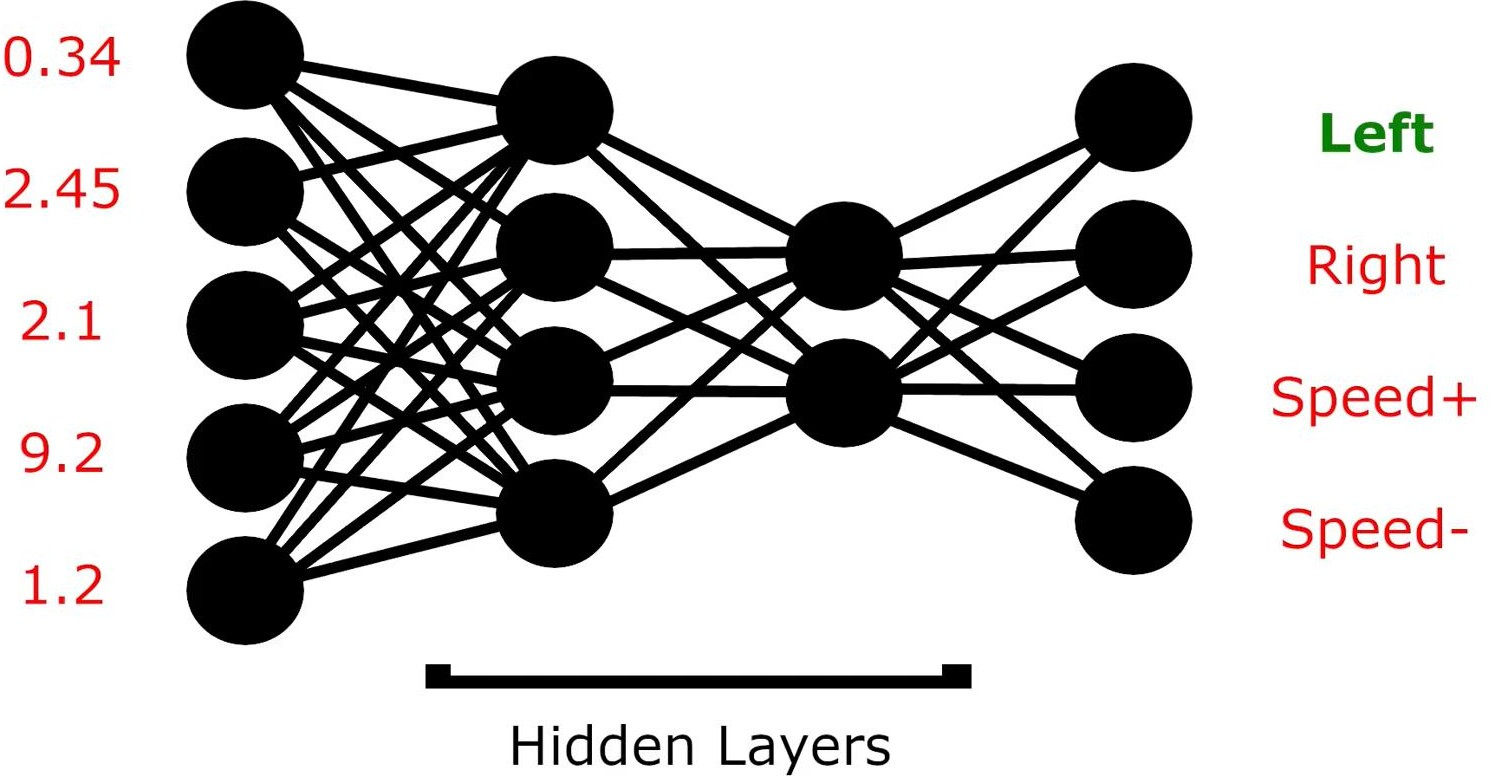 0.34
2.45
2.1
9.2
1.2
Left
Right
Speed+
Speed-
Hidden Layers